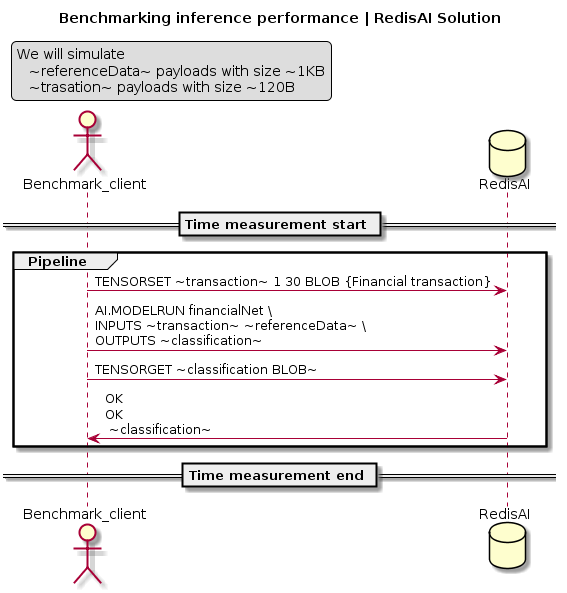 Benchmarking inference performance | RedisAI Solution
We will simulate
~referenceData~ payloads with size ~1KB
~trasation~ payloads with size ~120B
Benchmark_client
RedisAI
Time measurement start
Pipeline
TENSORSET ~transaction~ 1 30 BLOB {Financial transaction}
AI.MODELRUN financialNet \
INPUTS ~transaction~ ~referenceData~ \
OUTPUTS ~classification~
TENSORGET ~classification BLOB~
OK
OK
~classification~
Time measurement end
Benchmark_client
RedisAI